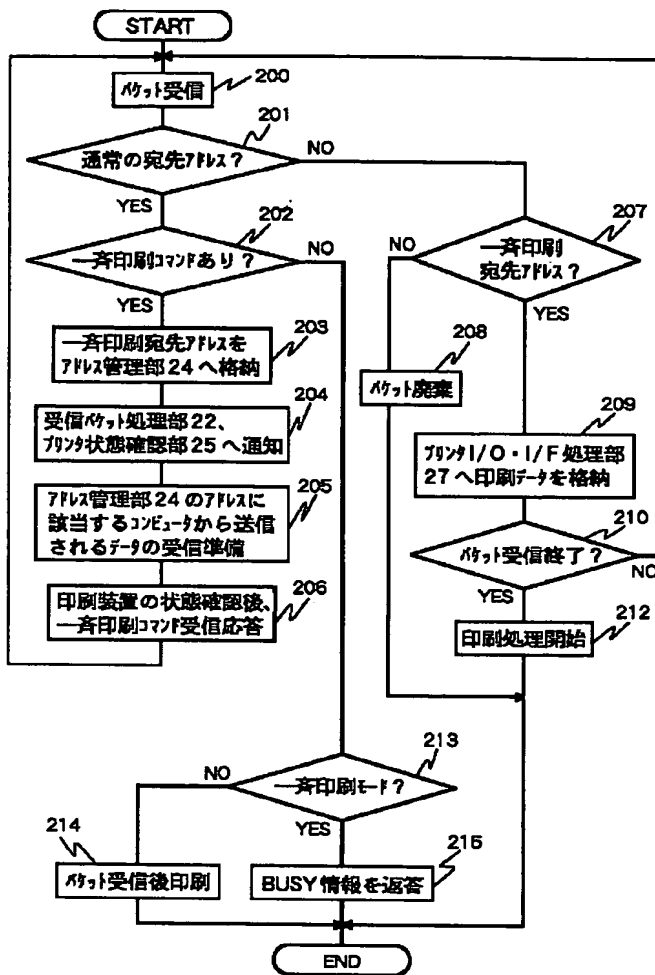 START
パケット受信
200
201
通常の宛先アドレス？
NO
YES
202
一斉印刷コマンドあり？
NO
YES
一斉印刷宛先アドレスを
アドレス管理部24へ格納
203
受信パケット処理部22、
プリンタ状態確認部25へ通知
204
アドレス管理部24のアドレスに
該当するコンピュータから送信
されるデータの受信準備
205
印刷装置の状態確認後、
一斉印刷コマンド受信応答
206
207
NO
一斉印刷
宛先アドレス？
YES
208
パケット廃棄
209
プリンタI/O・I/F処理部
27へ印刷データを格納
210
パケット受信終了？
NO
YES
212
印刷処理開始
213
NO
一斉印刷モード？
YES
214
パケット受信後印刷
215
BUSY情報を返答
END